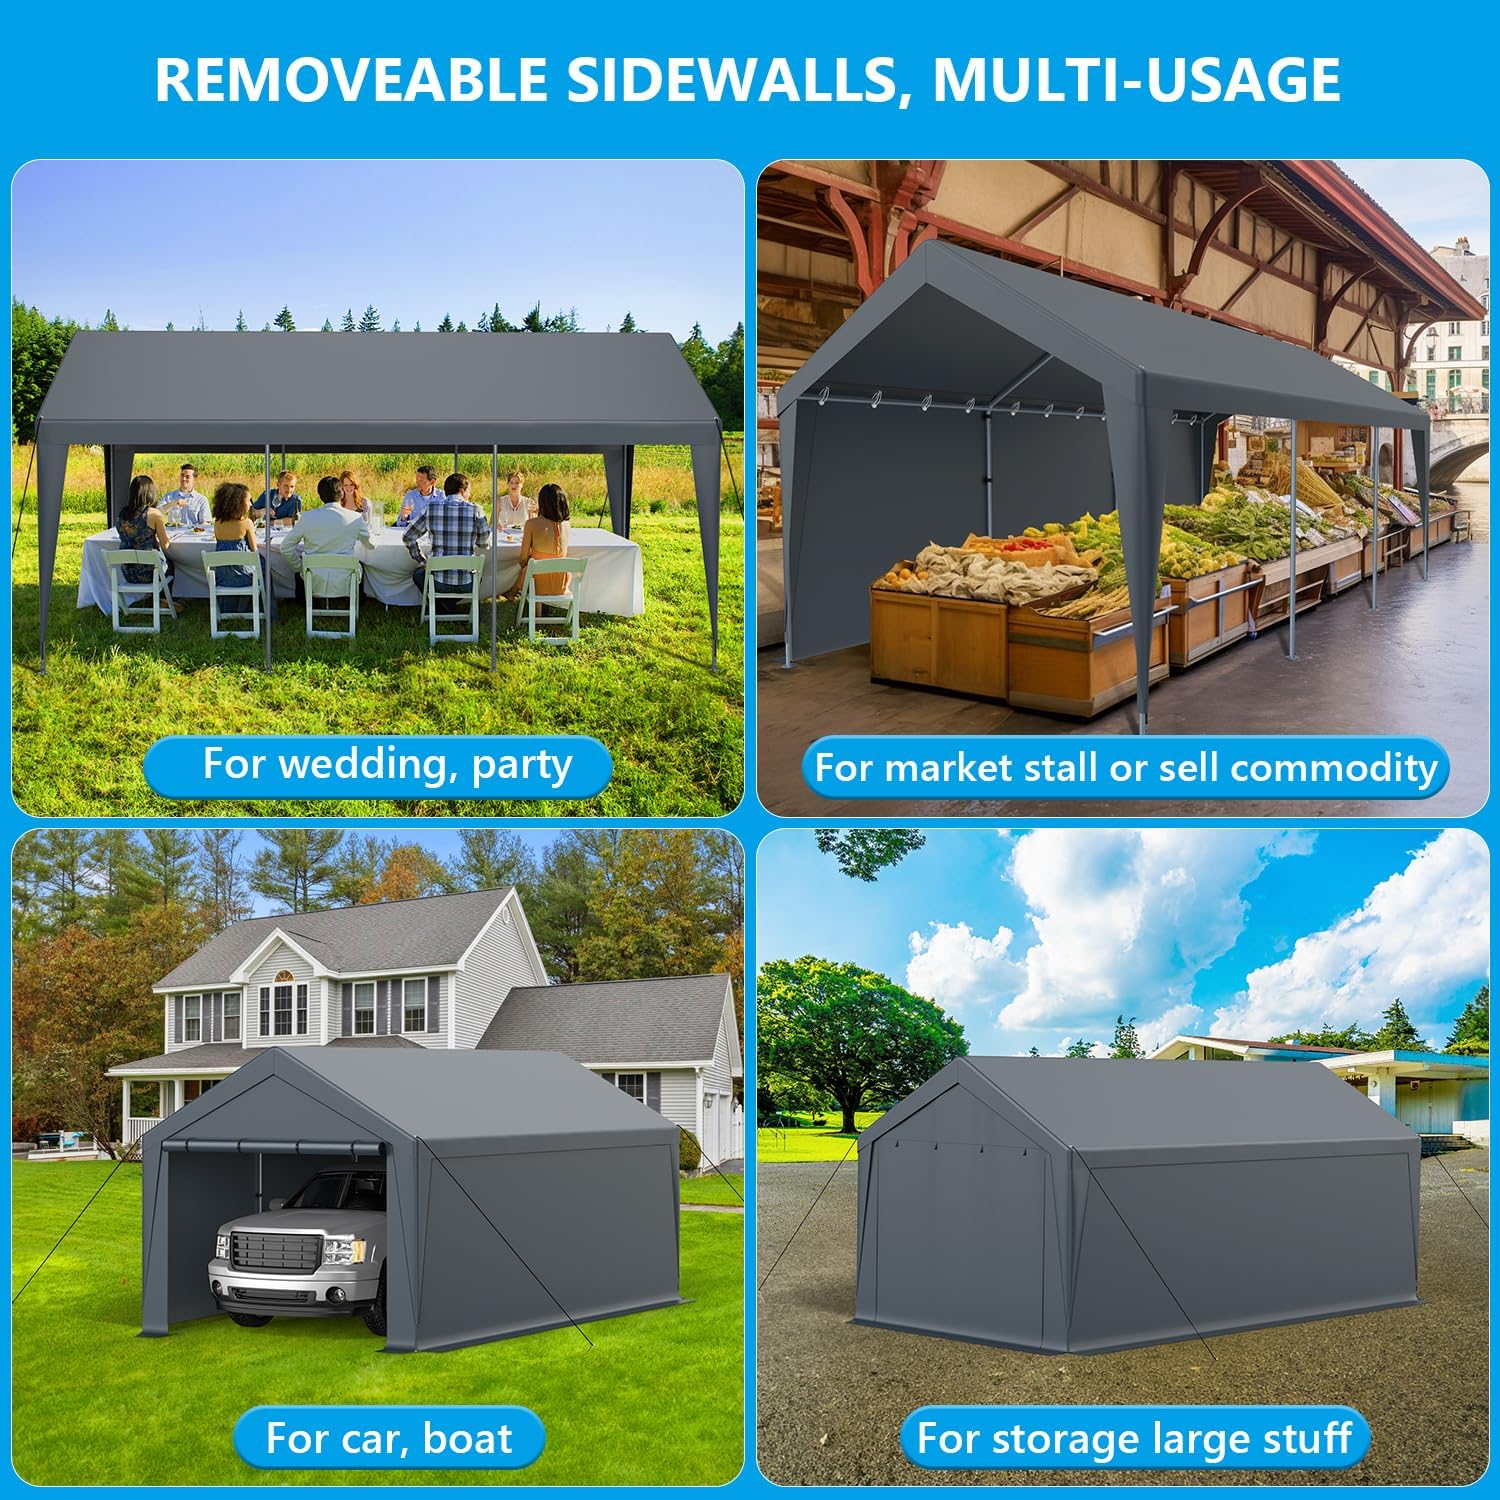 REMOVEABLE SIDEWALLS, MULTI-USAGE
For wedding, party
For market stall or sell commodity
For car, boat
For storage large stuff